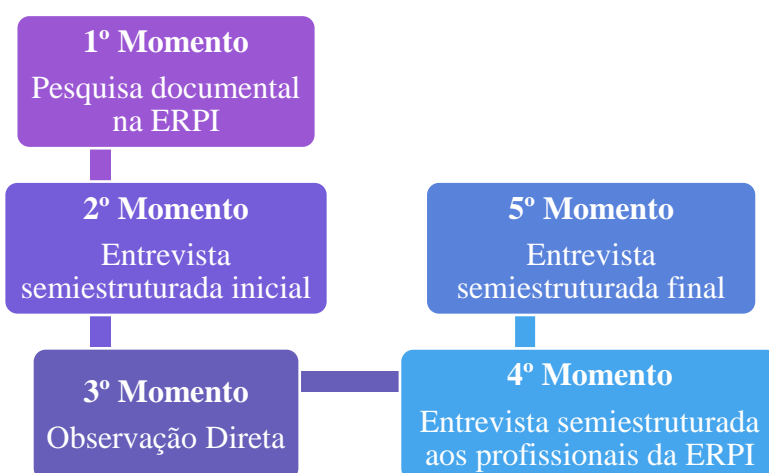 1º Momento
Pesquisa documental
na ERPI
2º Momento
Entrevista
semiestruturada inicial
3º Momento
Observação Direta
4º Momento
Entrevista semiestruturada
aos profissionais da ERPI
5º Momento
Entrevista
semiestruturada final